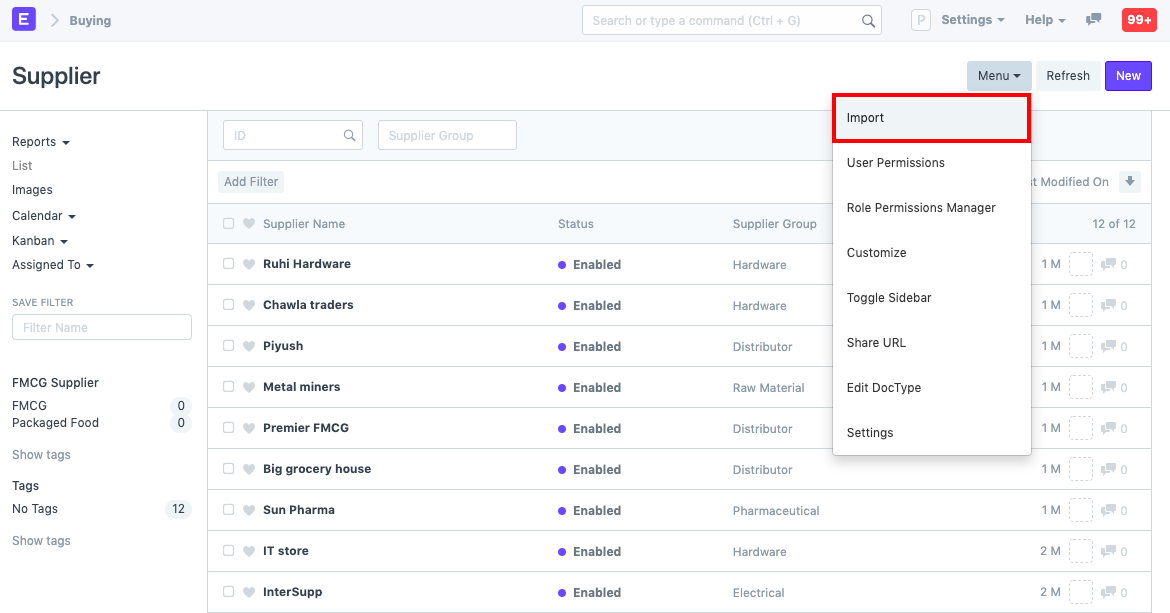 E Buying Search or type a command (Ctrl + G) P Settings Help 99+
Supplier Menu Refresh New
Import
User Permissions
Role Permissions Manager
Customize
Toggle Sidebar
Share URL
Edit DocType
Settings
Reports
List
Images
Calendar
Kanban
Assigned To
SAVE FILTER
Filter Name
FMCG Supplier
FMCG 0
Packaged Food 0
Show tags
Tags
No Tags 12
Show tags
ID Supplier Group
Add Filter st Modified On
Supplier Name Status Supplier Group 12 of 12
Ruhi Hardware Enabled Hardware 1 M 0
Chawla traders Enabled Hardware 1 M 0
Piyush Enabled Distributor 1 M 0
Metal miners Enabled Raw Material 1 M 0
Premier FMCG Enabled Distributor 1 M 0
Big grocery house Enabled Distributor 1 M 0
Sun Pharma Enabled Pharmaceutical 1 M 0
IT store Enabled Hardware 2 M 0
InterSupp Enabled Electrical 2 M 0